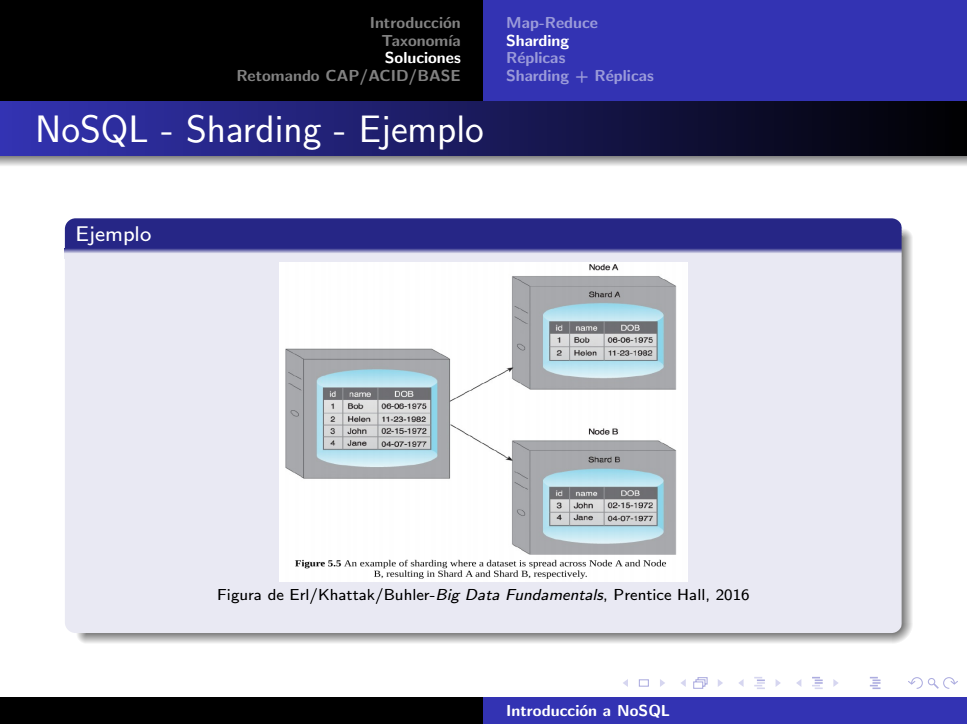 Introducción
Taxonomía
Soluciones
Retomando CAP/ACID/BASE
Map-Reduce
Sharding
Réplicas
Sharding + Réplicas
NoSQL - Sharding - Ejemplo
Ejemplo
id name DOB
1 Bob 06-06-1975
2 Helen 11-23-1982
3 John 02-15-1972
4 Jane 04-07-1977
Node A
Shard A
id name DOB
1 Bob 06-06-1975
2 Helen 11-23-1982
Node B
Shard B
id name DOB
3 John 02-15-1972
4 Jane 04-07-1977
Figure 5.5 An example of sharding where a dataset is spread across Node A and Node
B, resulting in Shard A and Shard B, respectively.
Figura de Erl/Khattak/Buhler-Big Data Fundamentals, Prentice Hall, 2016
Introducción a NoSQL